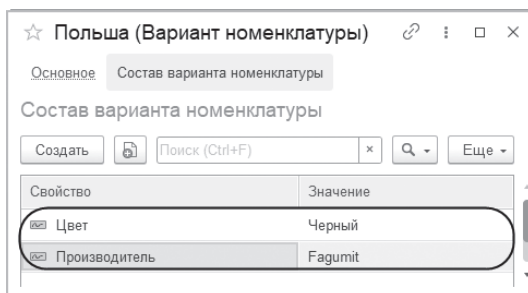 Польша (Вариант номенклатуры)
Основное Состав варианта номенклатуры
Состав варианта номенклатуры
Создать Поиск (Ctrl+F) × Еще
Свойство Значение
Цвет Черный
Производитель Fagumit